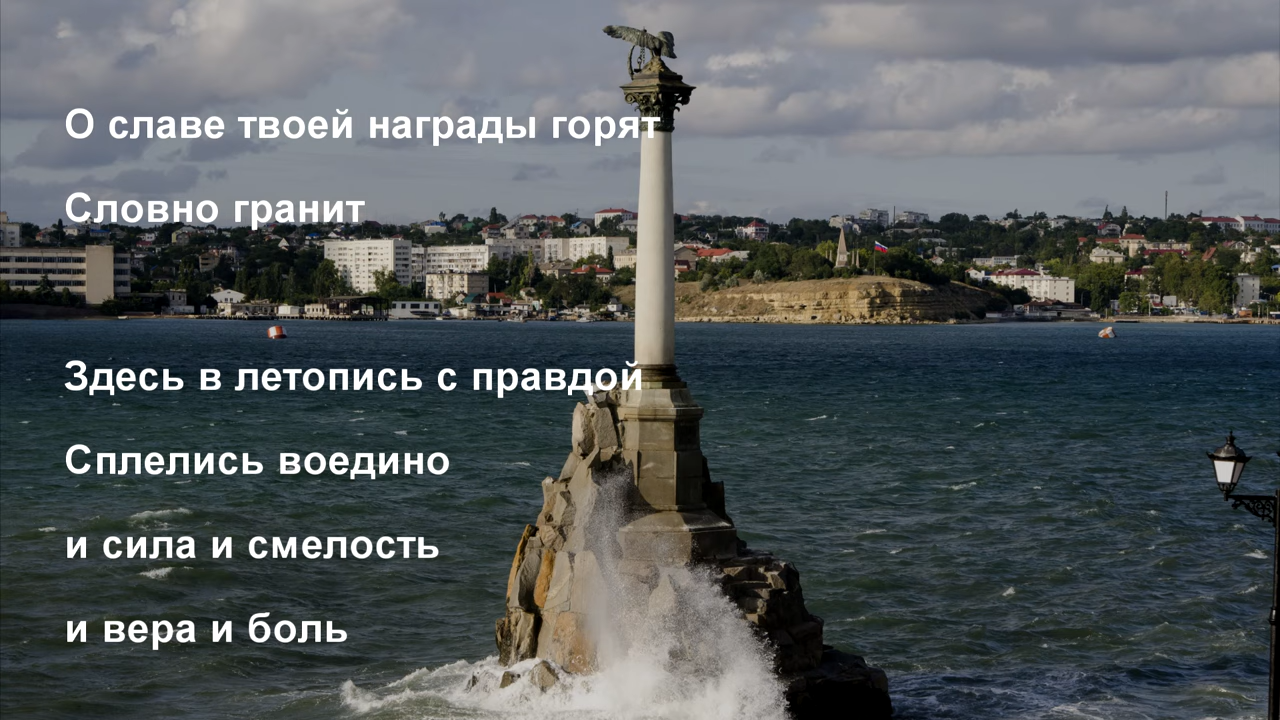 О славе твоей награды горят
Словно гранит
Здесь в летопись с правдой
Сплелись воедино
и сила и смелость
и вера и боль